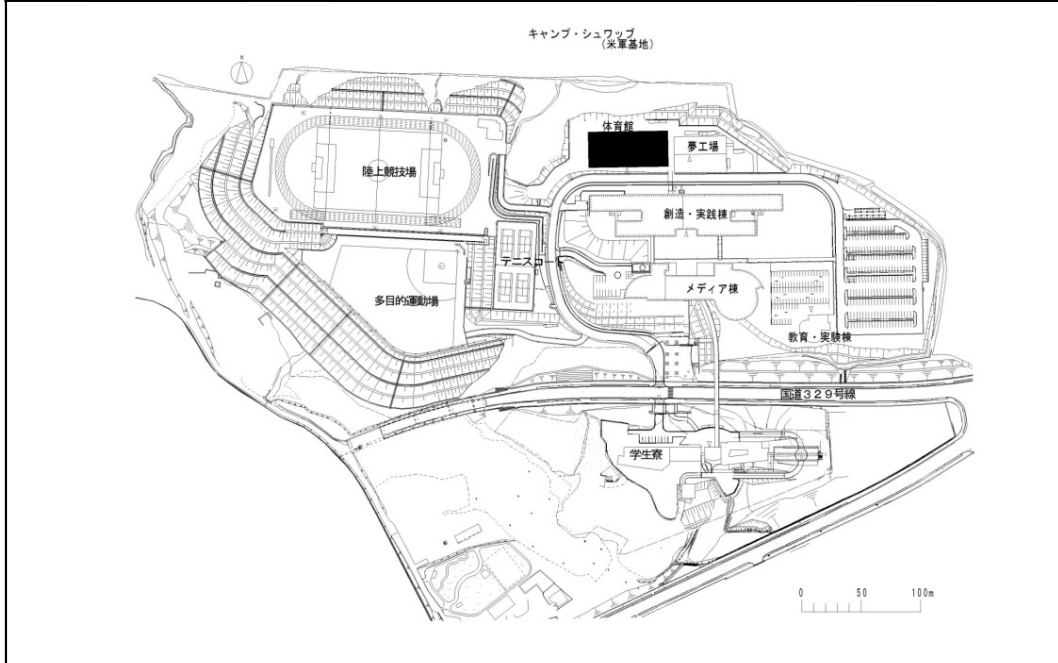 キャンプ・シュワッブ
(米軍基地)
N
体育館
夢工場
陸上競技場
創造・実践棟
テニスコート
メディア棟
多目的運動場
教育・実験棟
国道329号線
学生寮
0 50 100m